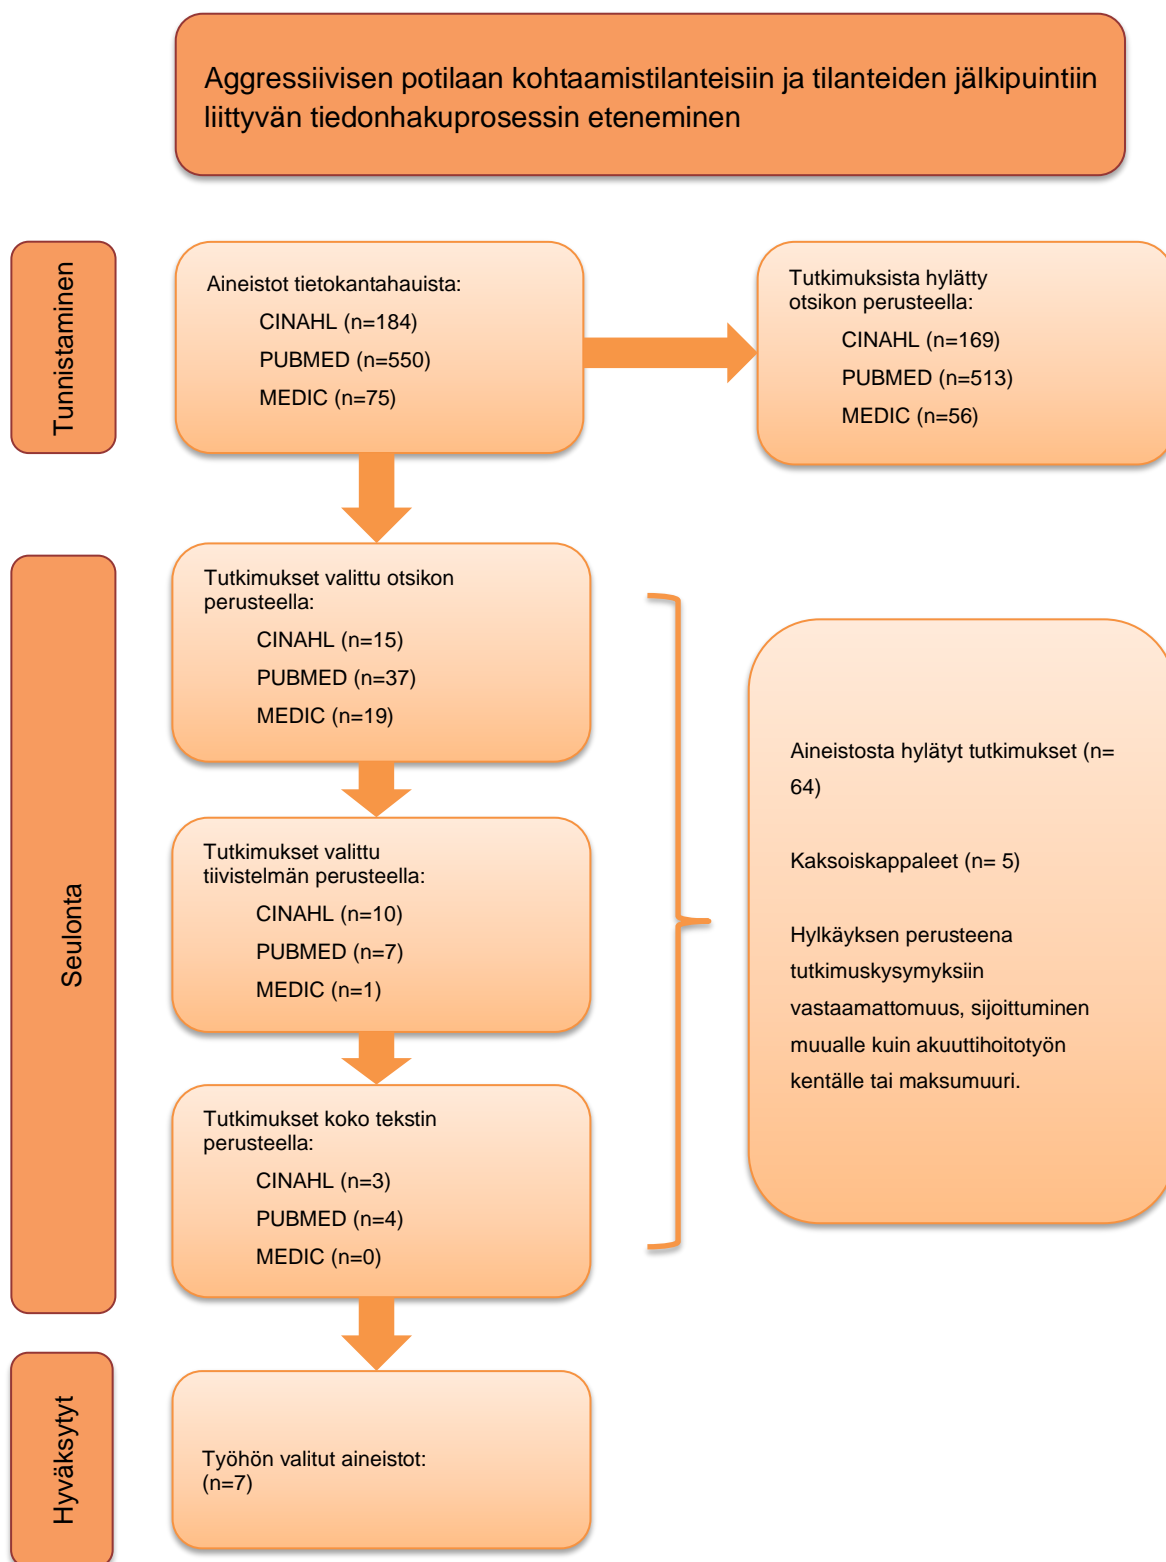 Aggressiivisen potilaan kohtaamistilanteisiin ja tilanteiden jälkipuintiin
liittyvän tiedonhakuprosessin eteneminen
Tunnistaminen
Aineistot tietokantahauista:
CINAHL (n=184)
PUBMED (n=550)
MEDIC (n=75)
Tutkimuksista hylätty
otsikon perusteella:
CINAHL (n=169)
PUBMED (n=513)
MEDIC (n=56)
Seulonta
Tutkimukset valittu otsikon
perusteella:
CINAHL (n=15)
PUBMED (n=37)
MEDIC (n=19)
Tutkimukset valittu
tiivistelmän perusteella:
CINAHL (n=10)
PUBMED (n=7)
MEDIC (n=1)
Tutkimukset koko tekstin
perusteella:
CINAHL (n=3)
PUBMED (n=4)
MEDIC (n=0)
Aineistosta hylätyt tutkimukset (n=
64)
Kaksoiskappaleet (n= 5)
Hylkäyksen perusteena
tutkimuskysymyksiin
vastaamattomuus, sijoittuminen
muualle kuin akuuttihoitotyön
kentälle tai maksumuuri.
Hyväksytyt
Työhön valitut aineistot:
(n=7)